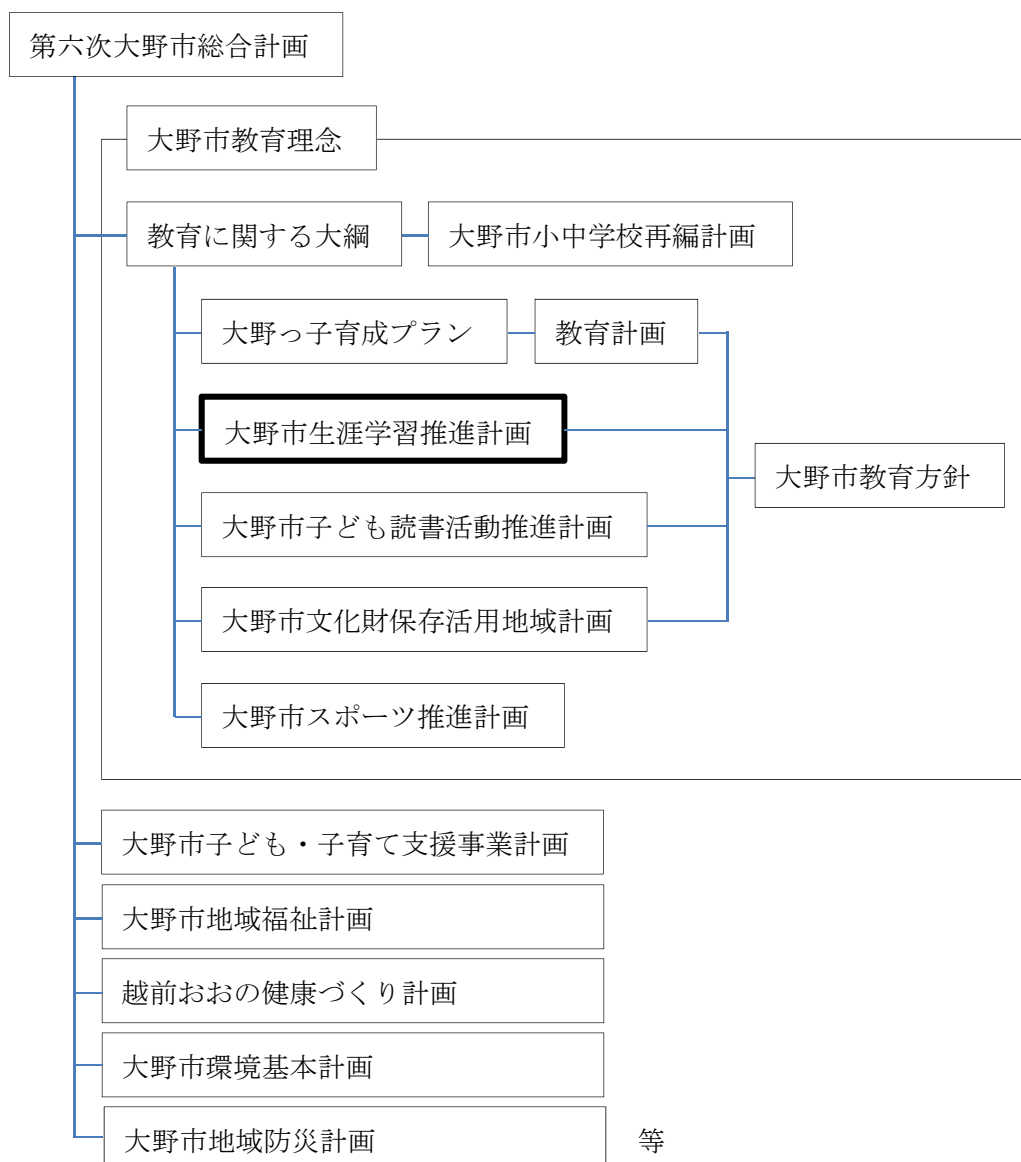 第六次大野市総合計画
大野市教育理念
教育に関する大綱
大野市小中学校再編計画
大野っ子育成プラン
教育計画
大野市生涯学習推進計画
大野市教育方針
大野市子ども読書活動推進計画
大野市文化財保存活用地域計画
大野市スポーツ推進計画
大野市子ども・子育て支援事業計画
大野市地域福祉計画
越前おおの健康づくり計画
大野市環境基本計画
大野市地域防災計画
等